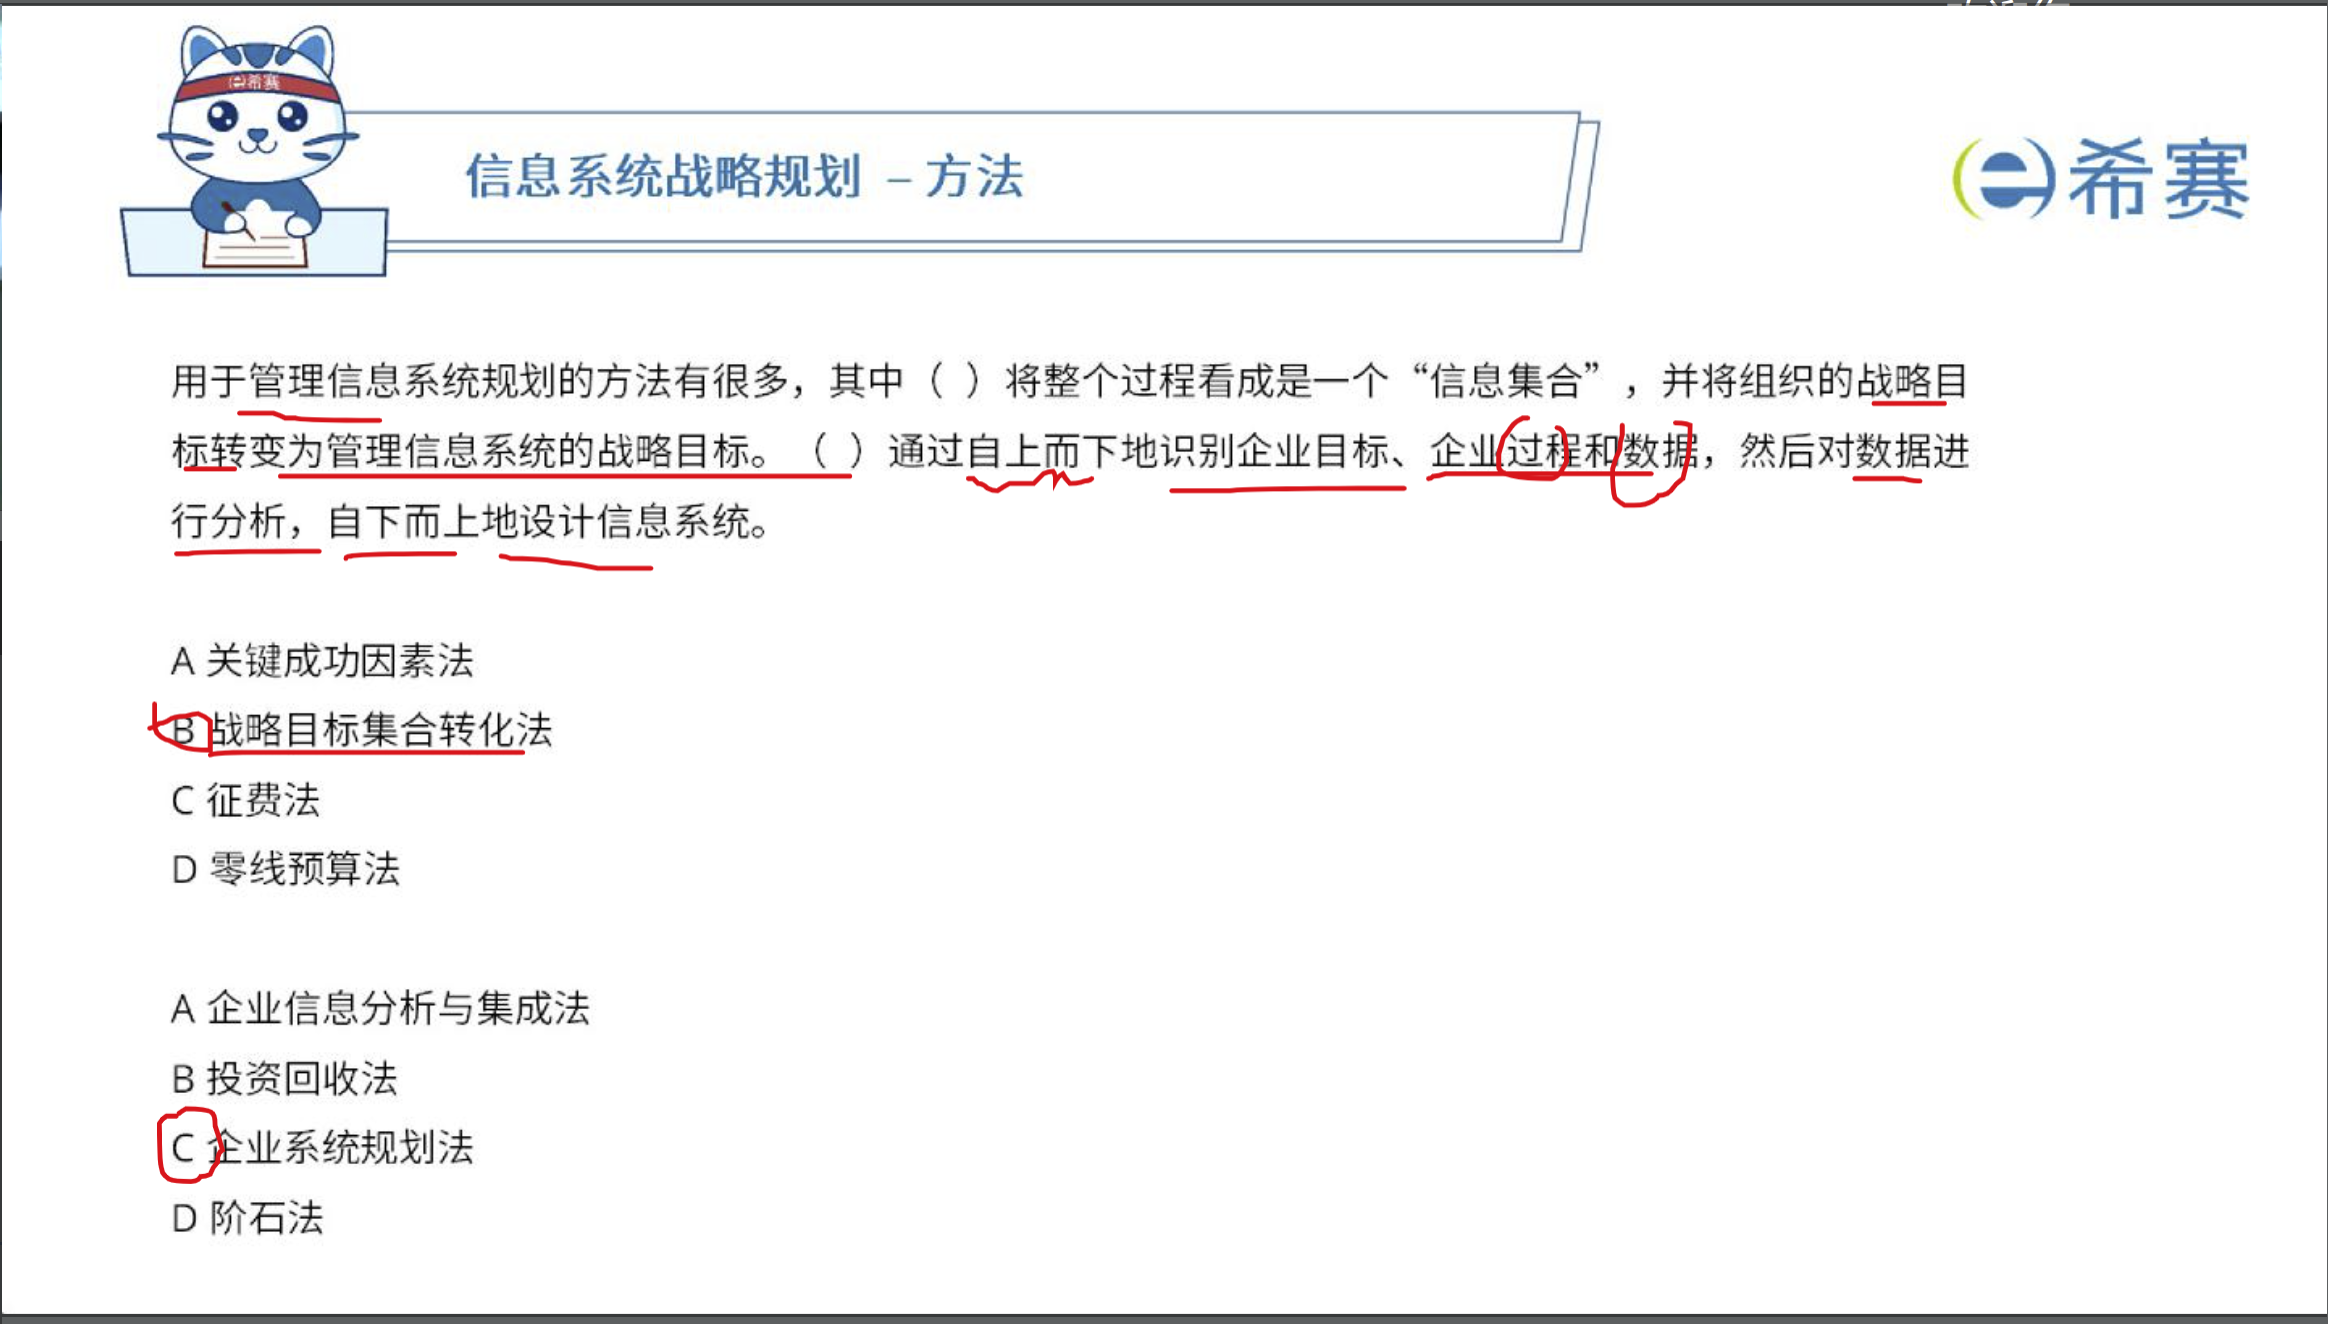 e希赛
信息系统战略规划 – 方法
e希赛
用于管理信息系统规划的方法有很多，其中（ ）将整个过程看成是一个“信息集合”，并将组织的战略目
标转变为管理信息系统的战略目标。（ ）通过自上而下地识别企业目标、企业过程和数据，然后对数据进
行分析，自下而上地设计信息系统。
A 关键成功因素法
B 战略目标集合转化法
C 征费法
D 零线预算法
A 企业信息分析与集成法
B 投资回收法
C 企业系统规划法
D 阶石法